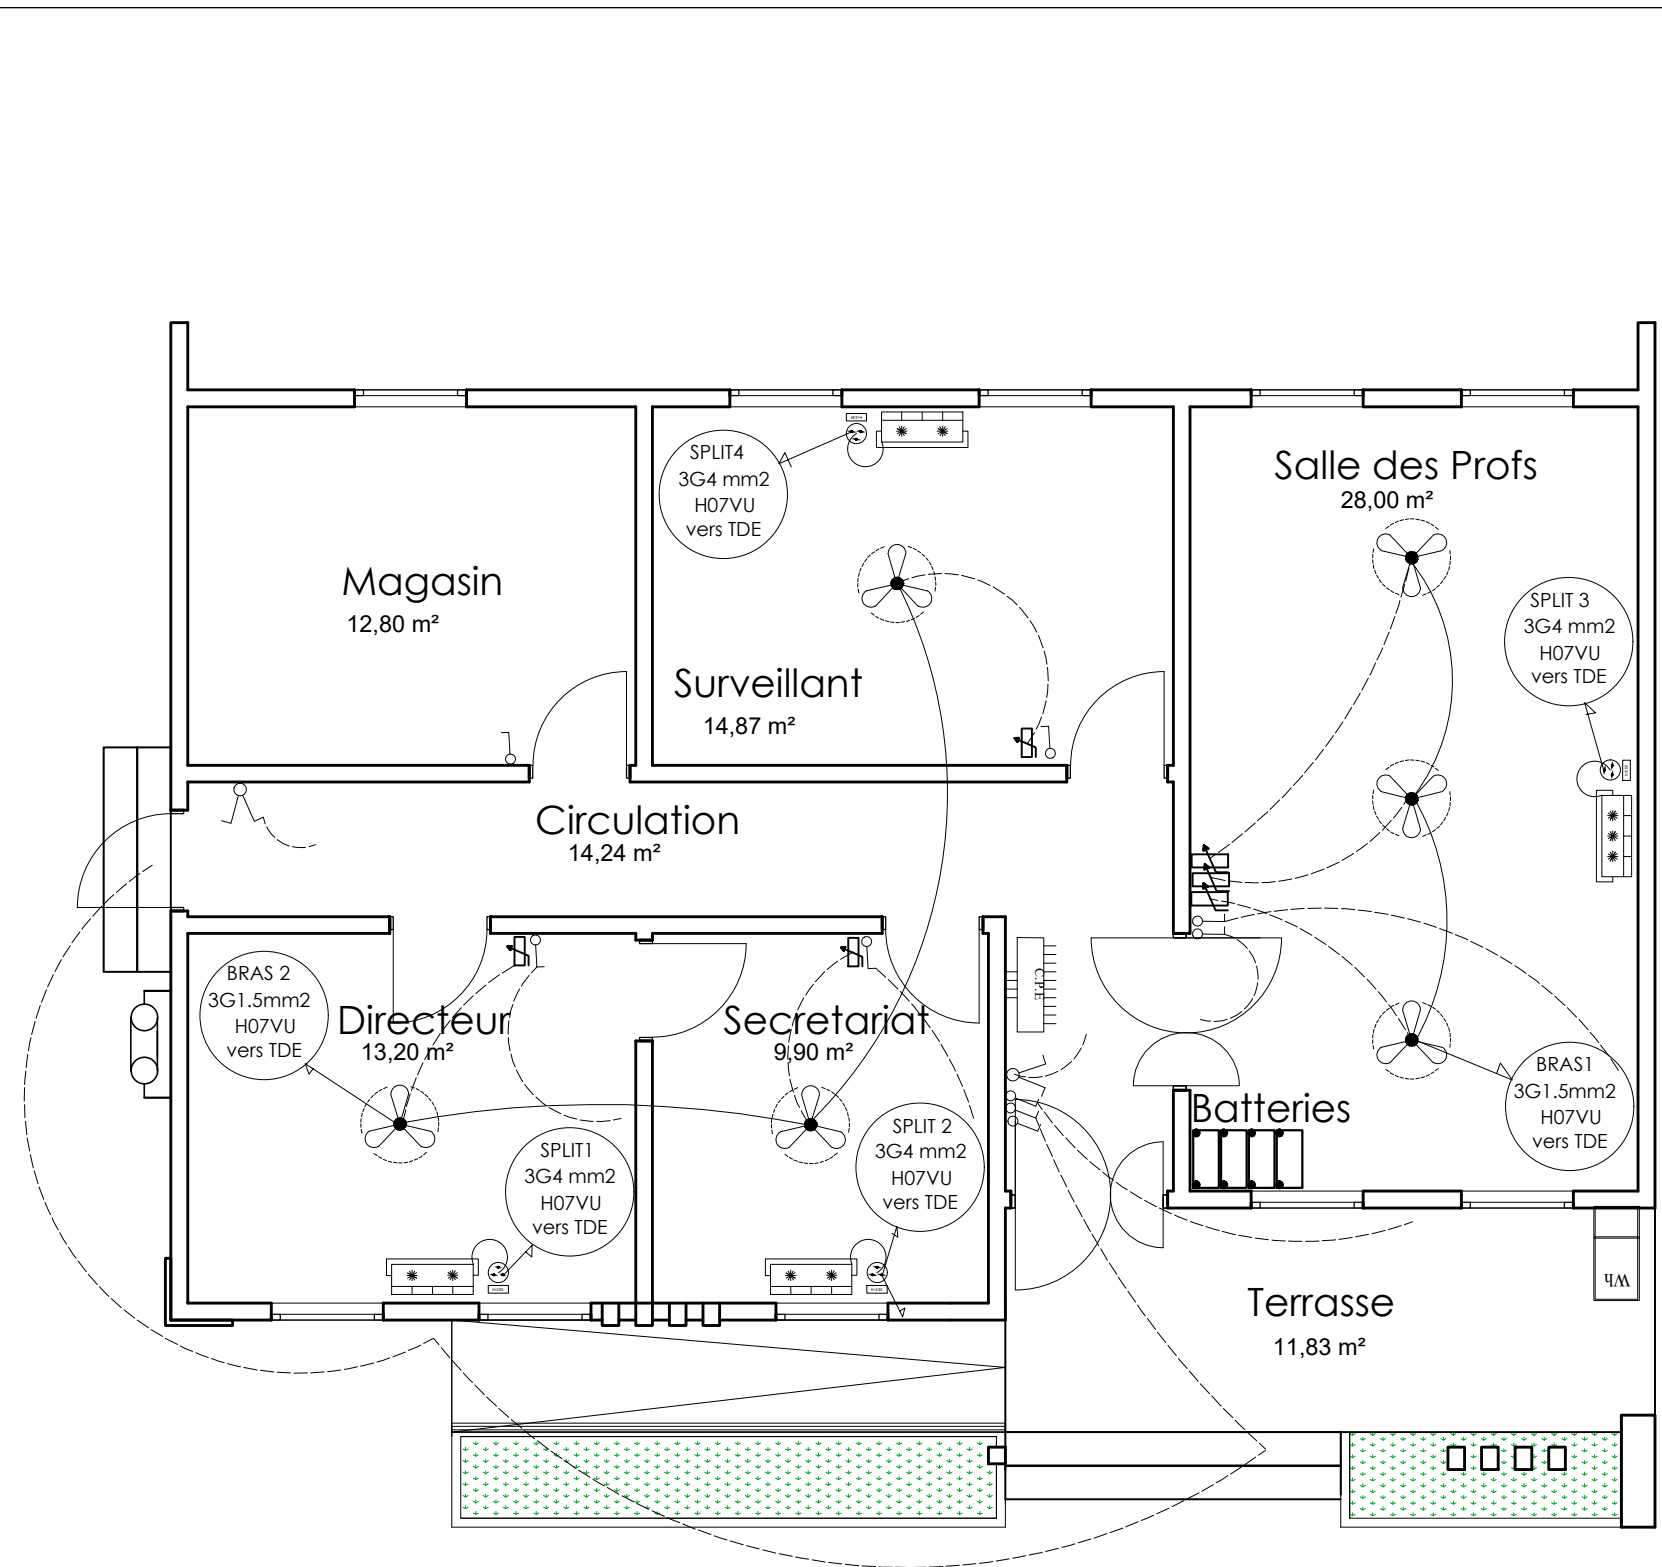 SPLIT4
3G4 mm2
H07VU
vers TDE
Salle des Profs
28,00 m²
Magasin
12,80 m²
SPLIT 3
3G4 mm2
H07VU
vers TDE
Surveillant
14,87 m²
Circulation
14,24 m²
BRAS 2
3G1.5mm2
H07VU
vers TDE
Directeur
13,20 m²
Secretariat
9,90 m²
C.P.E
BRAS1
3G1.5mm2
H07VU
vers TDE
Batteries
SPLIT1
3G4 mm2
H07VU
vers TDE
SPLIT 2
3G4 mm2
H07VU
vers TDE
Wh
Terrasse
11,83 m²